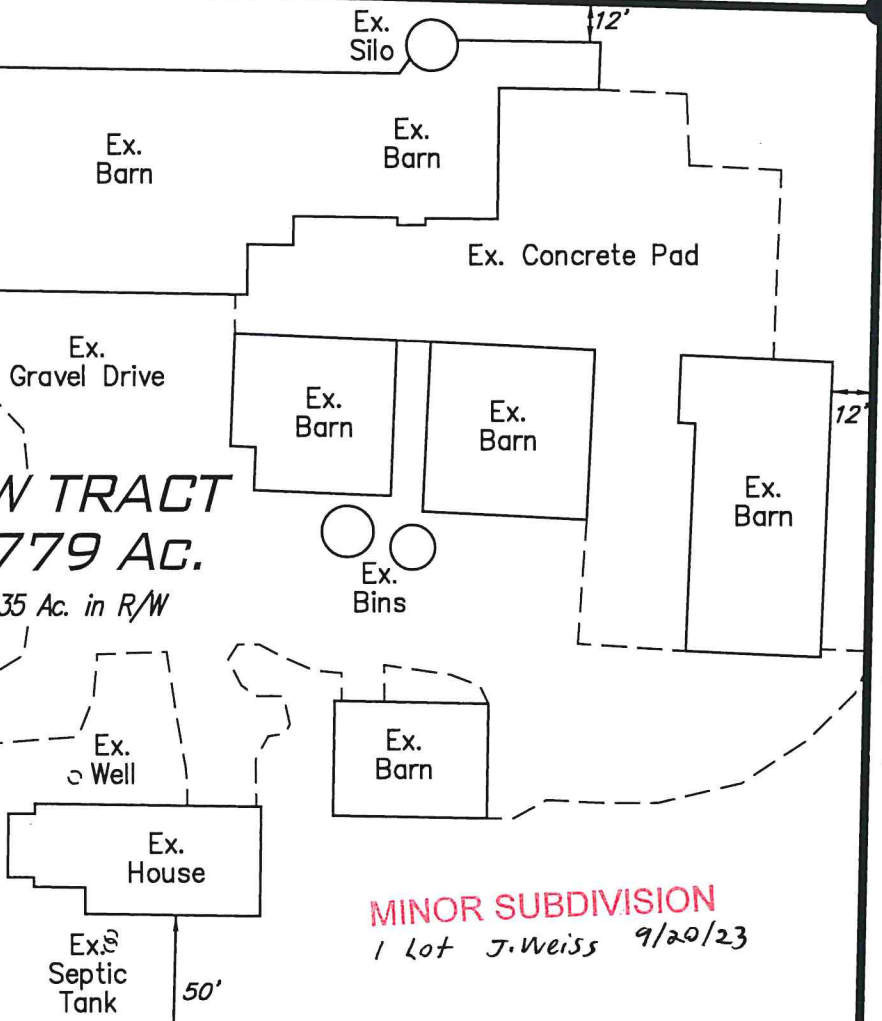 12'
Ex.
Silo
Ex.
Barn
Ex.
Barn
Ex. Concrete Pad
Ex.
Gravel Drive
Ex.
Barn
Ex.
Barn
12'
Ex.
Barn
W TRACT
779 Ac.
35 Ac. in R/W
Ex.
Bins
Ex.
Well
Ex.
Barn
Ex.
House
MINOR SUBDIVISION
1 Lot J. Weiss 9/20/23
Ex.
Septic
Tank
50'